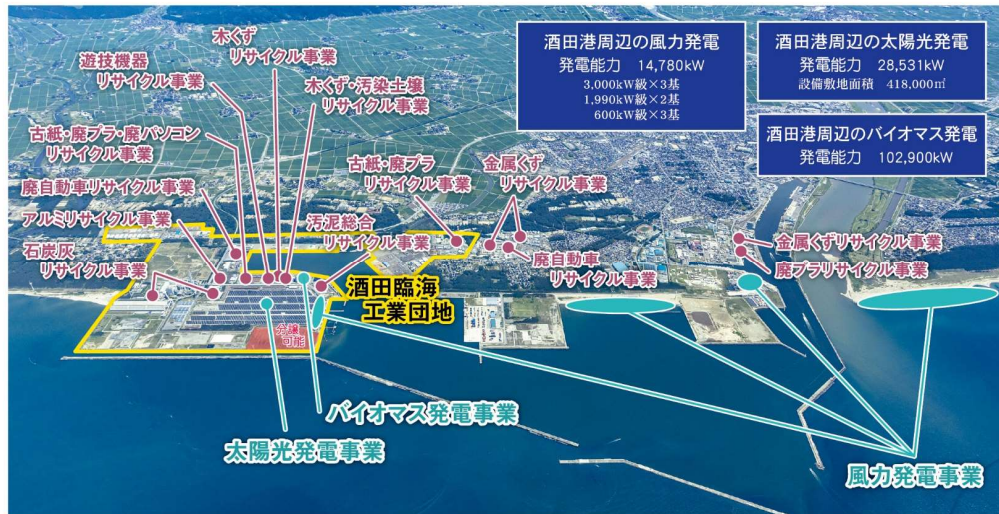 木くず
リサイクル事業
遊技機器
リサイクル事業
木くず・汚染土壌
リサイクル事業
古紙・廃プラ・廃パソコン
リサイクル事業
廃自動車リサイクル事業
アルミリサイクル事業
石炭灰
リサイクル事業
汚泥総合
リサイクル事業
古紙・廃プラ
リサイクル事業
金属くず
リサイクル事業
廃自動車
リサイクル事業
金属くずリサイクル事業
廃プラリサイクル事業
酒田臨海
工業団地
分譲
可能
バイオマス発電事業
太陽光発電事業
風力発電事業
酒田港周辺の風力発電
発電能力 14,780kW
3,000kW級×3基
1,990kW級×2基
600kW級×3基
酒田港周辺の太陽光発電
発電能力 28,531kW
設備敷地面積 418,000㎡
酒田港周辺のバイオマス発電
発電能力 102,900kW